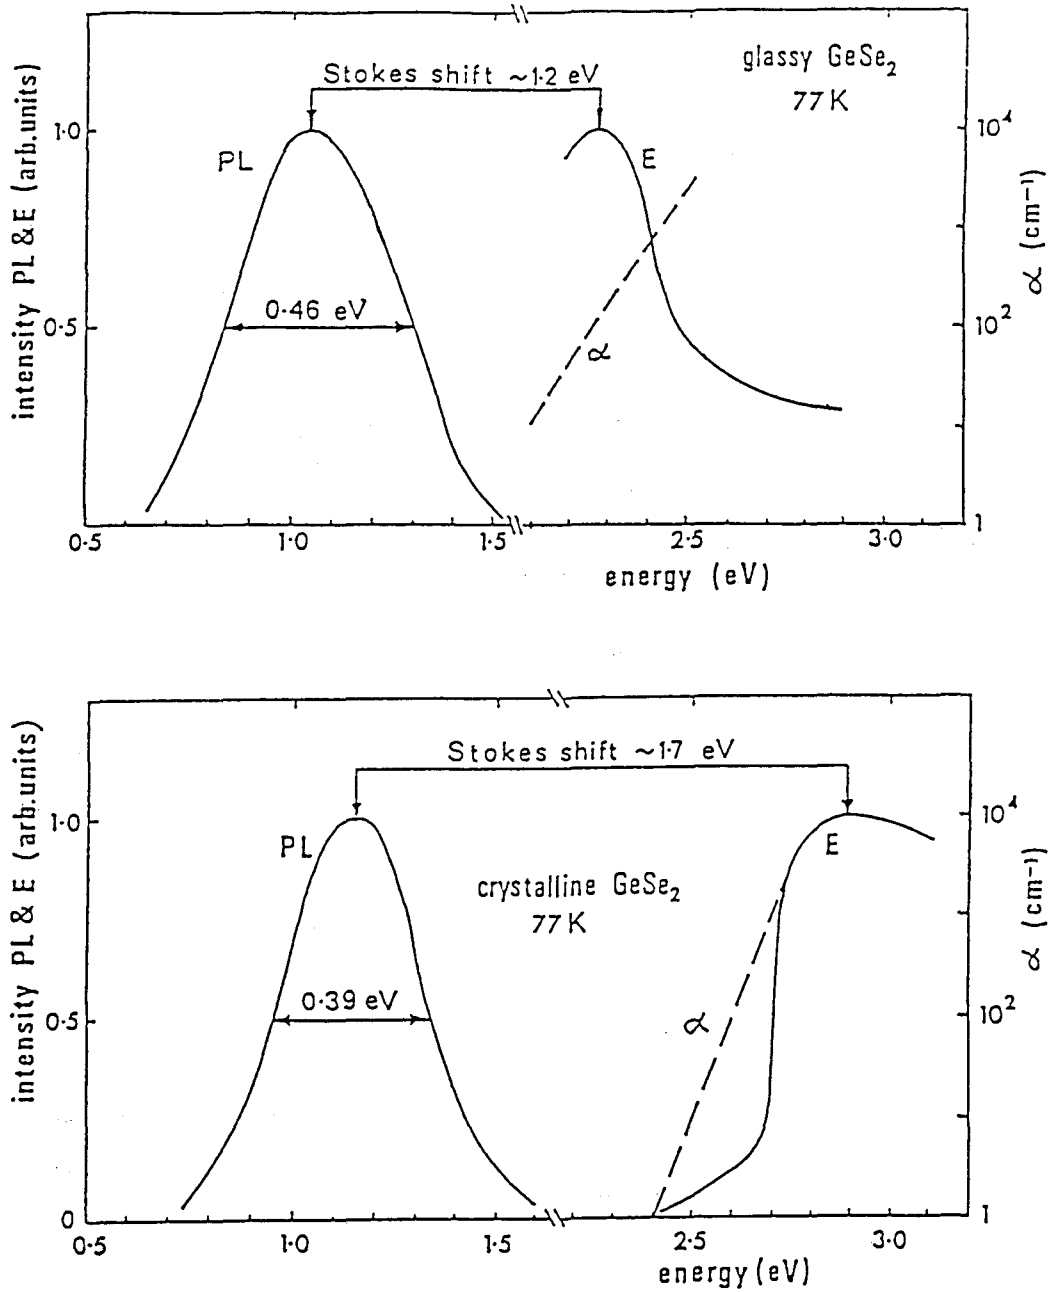 glassy GeSe₂
77K
Stokes shift ~1·2 eV
PL
E
α
0·46 eV
intensity PL & E (arb.units)
1·0
0·5
α (cm⁻¹)
10⁴
10²
1
0·5 1·0 1·5 2·5 3·0
energy (eV)
Stokes shift ~1·7 eV
PL
E
crystalline GeSe₂
77K
0·39 eV
α
intensity PL & E (arb.units)
1·0
0·5
0
α (cm⁻¹)
10⁴
10²
1
0·5 1·0 1·5 2·5 3·0
energy (eV)